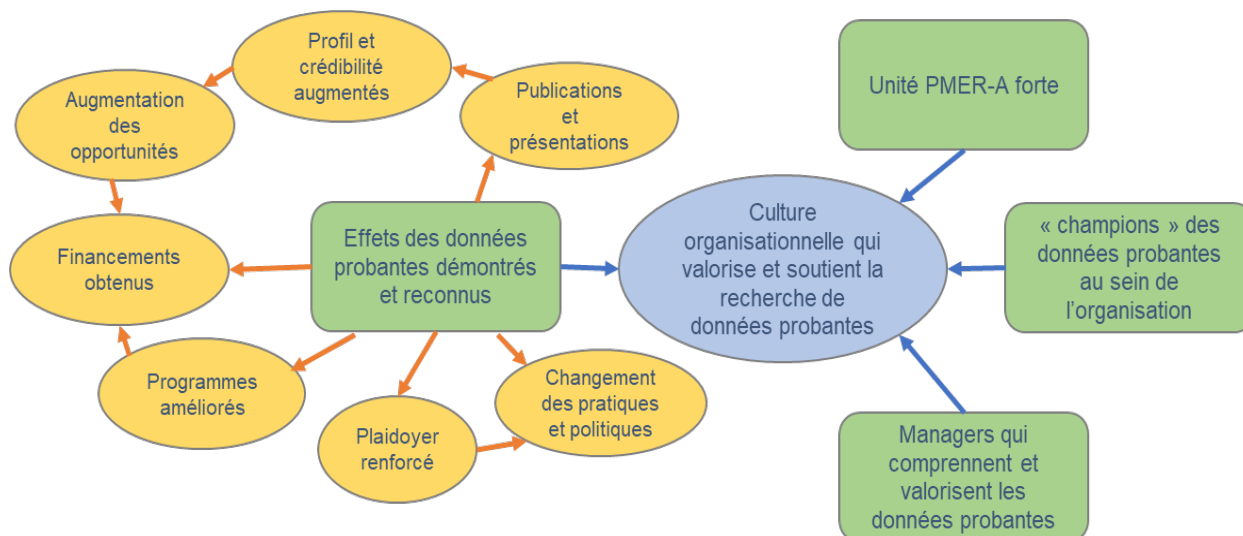 Profil et
crédibilité
augmentés
Publications
et
présentations
Augmentation
des
opportunités
Financements
obtenus
Programmes
améliorés
Plaidoyer
renforcé
Changement
des pratiques
et politiques
Effets des données
probantes démontrés
et reconnus
Culture
organisationnelle qui
valorise et soutient la
recherche de
données probantes
Unité PMER-A forte
« champions » des
données probantes
au sein de
l'organisation
Managers qui
comprennent et
valorisent les
données probantes